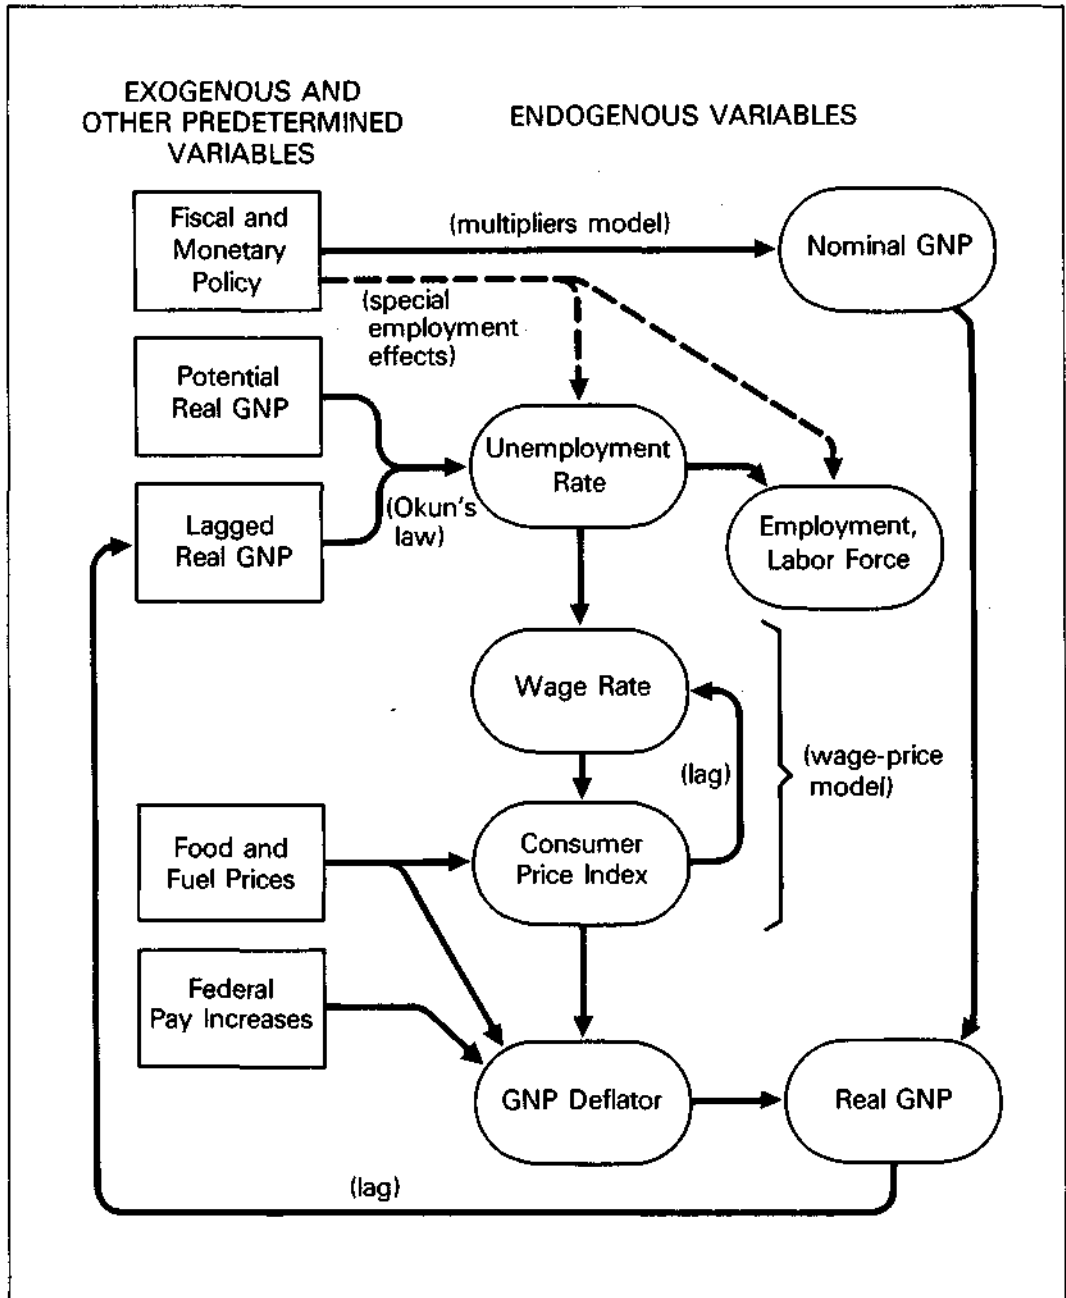 EXOGENOUS AND
OTHER PREDETERMINED
VARIABLES
ENDOGENOUS VARIABLES
Fiscal and
Monetary
Policy
(multipliers model)
Nominal GNP
(special
employment
effects)
Potential
Real GNP
Unemployment
Rate
Lagged
Real GNP
(Okun's
law)
Employment,
Labor Force
Wage Rate
(lag)
(wage-price
model)
Food and
Fuel Prices
Consumer
Price Index
Federal
Pay Increases
GNP Deflator
Real GNP
(lag)